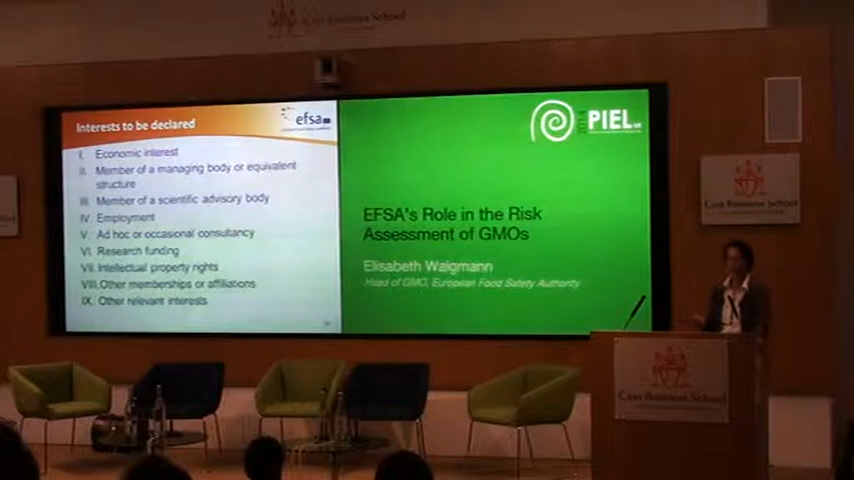 Cass Business School
Interests to be declared
efsa
I. Economic interest
II. Member of a managing body or equivalent
structure
III. Member of a scientific advisory body
IV. Employment
V. Ad hoc or occasional consultancy
VI. Research funding
VII. Intellectual property rights
VIII. Other memberships or affiliations
IX. Other relevant interests
2014
PIEL UK
EFSA's Role in the Risk
Assessment of GMOs
Elisabeth Waigmann
Head of GMO, European Food Safety Authority
Cass Business School
Cass Business School